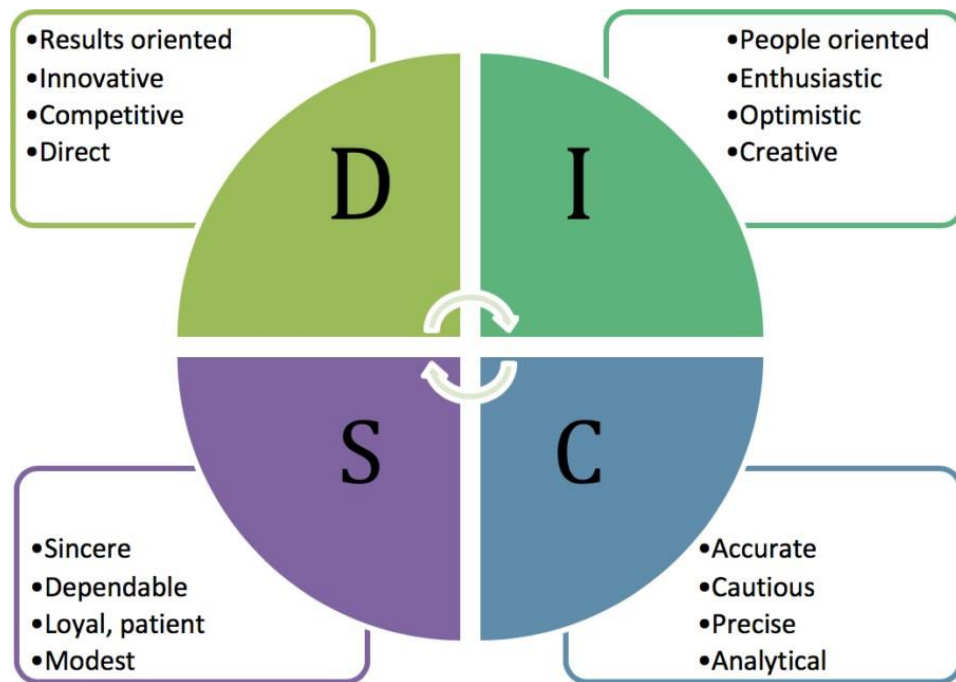 •Results oriented
•Innovative
•Competitive
•Direct
D
•People oriented
•Enthusiastic
•Optimistic
•Creative
I
•Sincere
•Dependable
•Loyal, patient
•Modest
S
•Accurate
•Cautious
•Precise
•Analytical
C